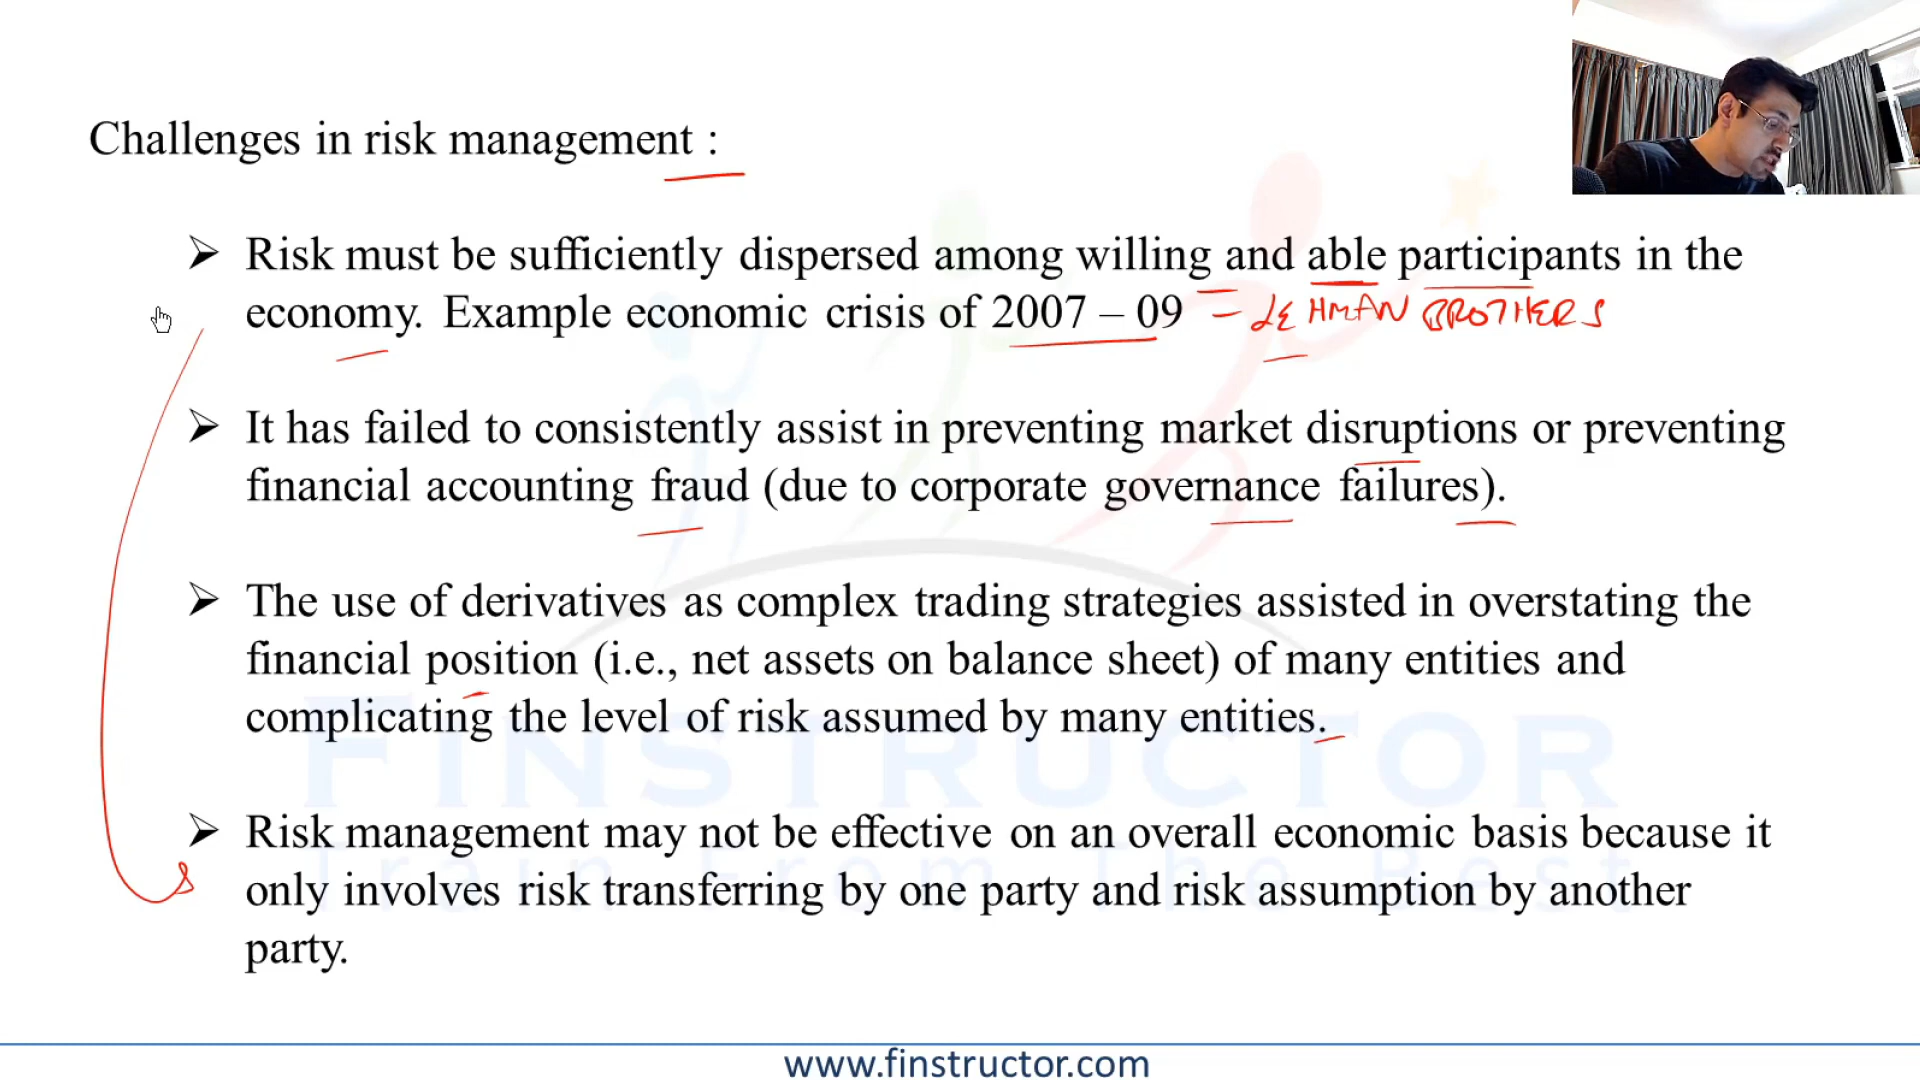 Challenges in risk management :
➢ Risk must be sufficiently dispersed among willing and able participants in the
economy. Example economic crisis of 2007 – 09 = LEHMAN BROTHERS
➢ It has failed to consistently assist in preventing market disruptions or preventing
financial accounting fraud (due to corporate governance failures).
➢ The use of derivatives as complex trading strategies assisted in overstating the
financial position (i.e., net assets on balance sheet) of many entities and
complicating the level of risk assumed by many entities.
FINSTRUCTOR
➢ Risk management may not be effective on an overall economic basis because it
Train From The Best
only involves risk transferring by one party and risk assumption by another
party.
www.finstructor.com